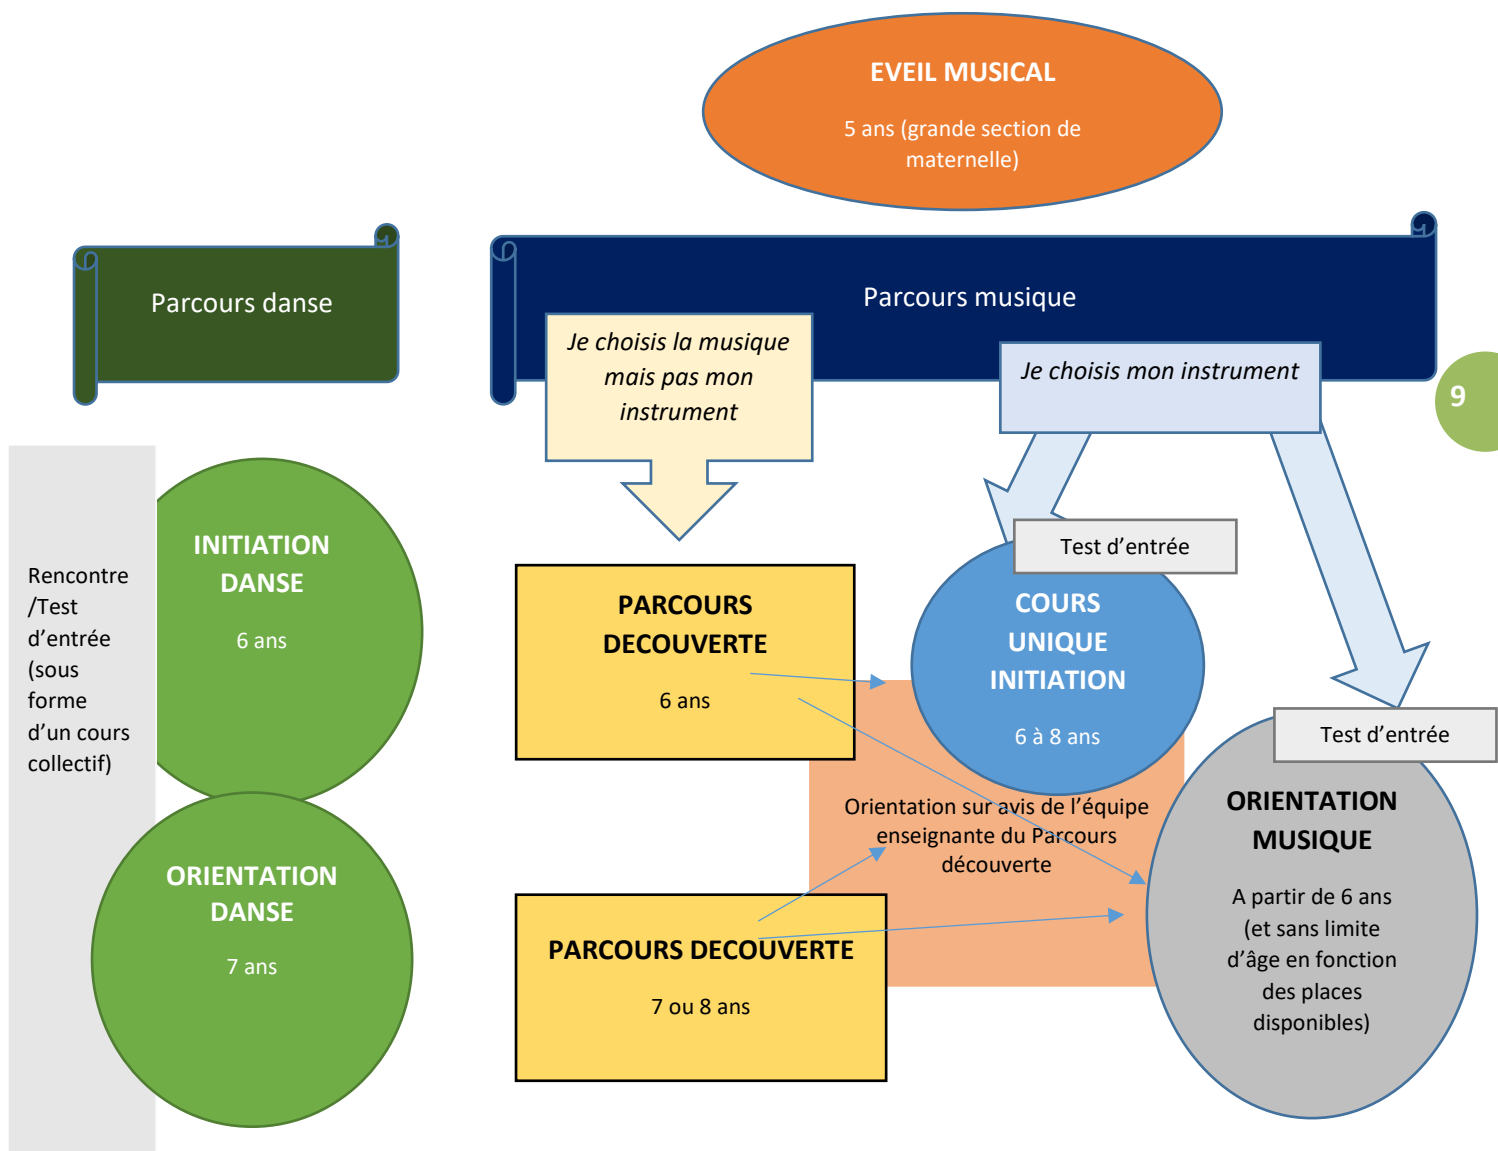 EVEIL MUSICAL
5 ans (grande section de
maternelle)
Parcours danse
Parcours musique
Je choisis la musique
mais pas mon
instrument
Je choisis mon instrument
9
Rencontre
/Test
d’entrée
(sous
forme
d’un cours
collectif)
INITIATION
DANSE
6 ans
ORIENTATION
DANSE
7 ans
PARCOURS
DECOUVERTE
6 ans
PARCOURS DECOUVERTE
7 ou 8 ans
Test d’entrée
COURS
UNIQUE
INITIATION
6 à 8 ans
Orientation sur avis de l’équipe
enseignante du Parcours
découverte
Test d’entrée
ORIENTATION
MUSIQUE
A partir de 6 ans
(et sans limite
d’âge en fonction
des places
disponibles)